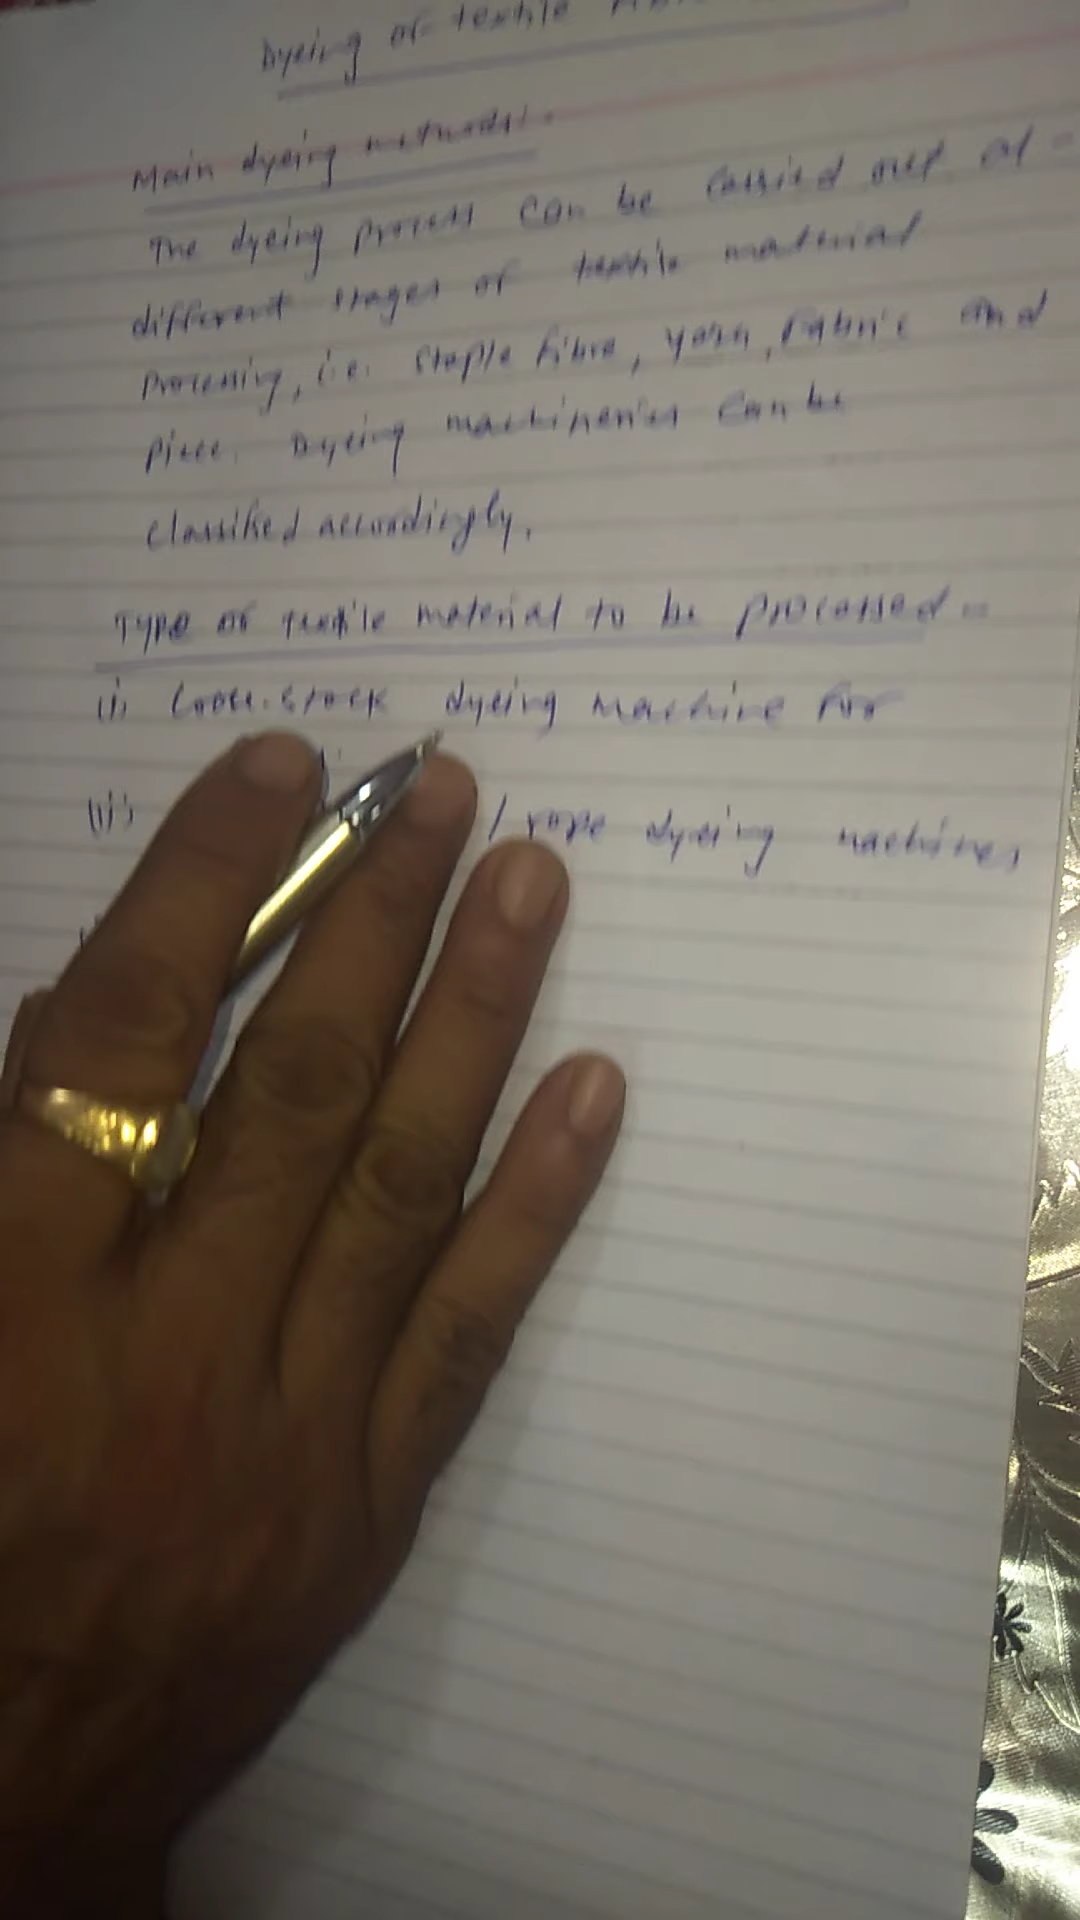 Dyeing of textile
Main dyeing methods:-
The dyeing process can be carried out at
different stages of textile material
processing, i.e. staple fibre, yarn, fabric and
piece. Dyeing machineries can be
classified accordingly.
Type of textile material to be processed-
(i) Loose-stock dyeing machine for
(ii) / rope dyeing machines